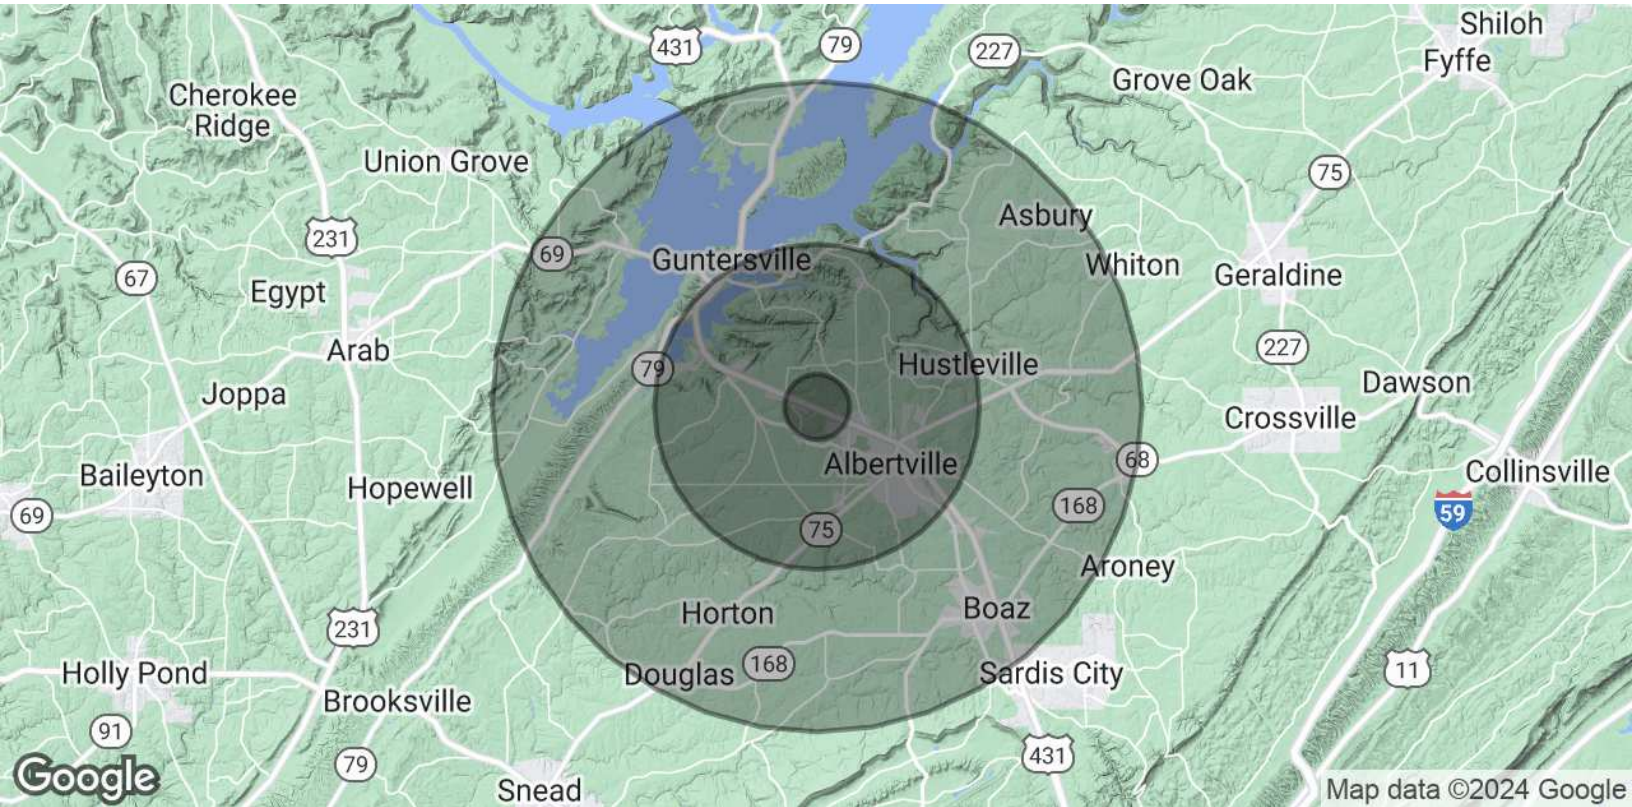 Shiloh
431
79
227
Fyffe
Grove Oak
Cherokee
Ridge
Union Grove
75
Asbury
231
69
Guntersville
Whiton
Geraldine
67
Egypt
Arab
227
79
Hustleville
Dawson
Joppa
Crossville
Albertville
68
Collinsville
Baileyton
Hopewell
168
69
59
75
Aroney
Horton
Boaz
231
168
11
Holly Pond
Douglas
Sardis City
Brooksville
91
431
79
Google
Snead
Map data ©2024 Google